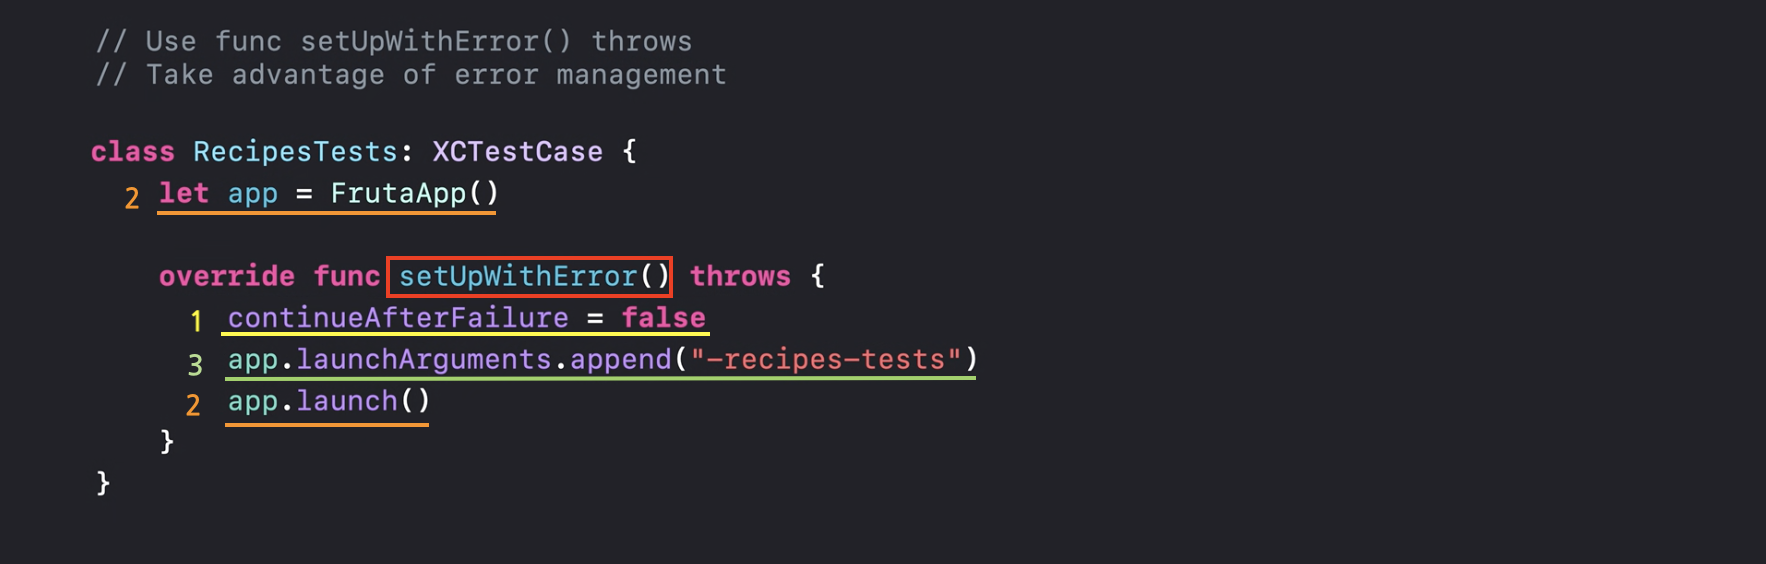 // Use func setUpWithError() throws
// Take advantage of error management
class RecipesTests: XCTestCase {
2 let app = FrutaApp()
override func setUpWithError() throws {
1 continueAfterFailure = false
3 app.launchArguments.append("-recipes-tests")
2 app.launch()
}
}